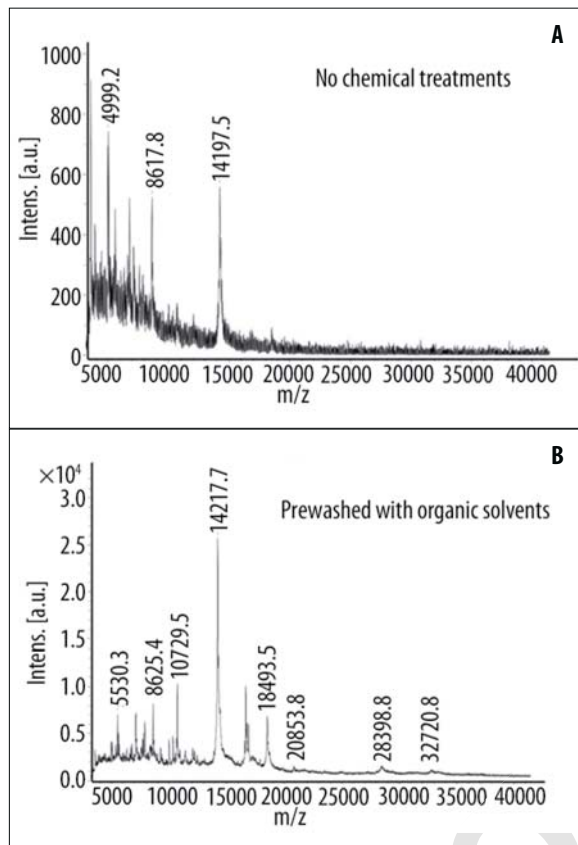 A
No chemical treatments
1000
800
600
400
200
0
Intens. [a.u.]
4999.2
8617.8
14197.5
5000 10000 15000 20000 25000 30000 35000 40000
m/z
B
Prewashed with organic solvents
×10⁴
3.0
2.5
2.0
1.5
1.0
0.5
0.0
Intens. [a.u.]
5530.3
8625.4
10729.5
14217.7
18493.5
20853.8
28398.8
32720.8
5000 10000 15000 20000 25000 30000 35000 40000
m/z